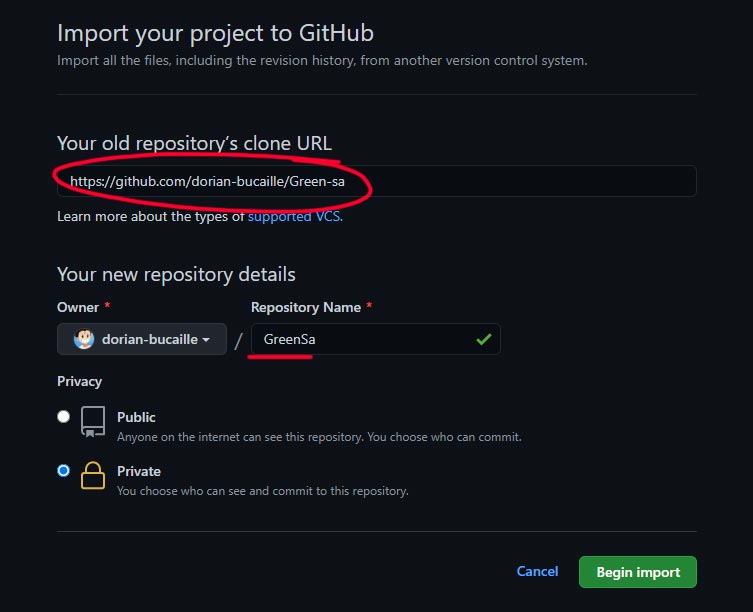 Import your project to GitHub
Import all the files, including the revision history, from another version control system.
Your old repository's clone URL
https://github.com/dorian-bucaille/Green-sa
Learn more about the types of supported VCS.
Your new repository details
Owner * Repository Name *
dorian-bucaille / GreenSa
Privacy
Public
Anyone on the internet can see this repository. You choose who can commit.
Private
You choose who can see and commit to this repository.
Cancel Begin import